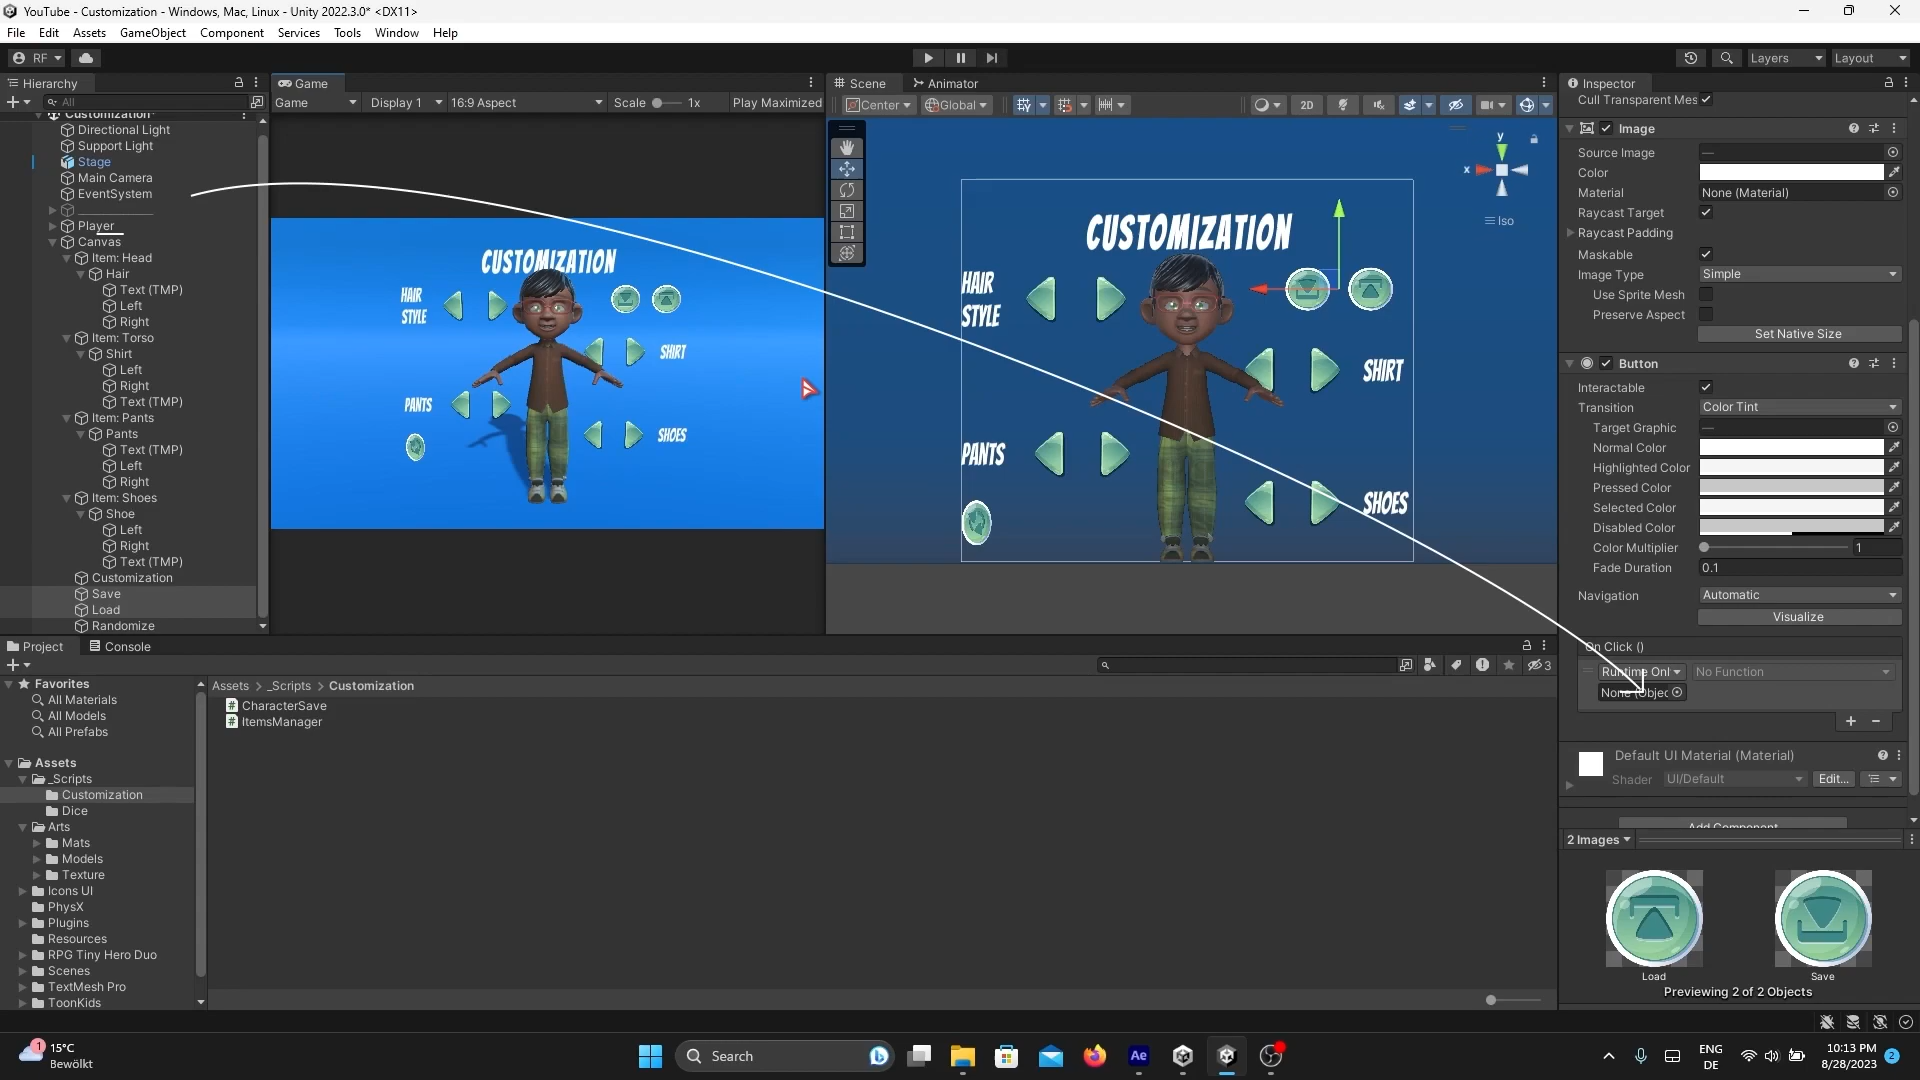 YouTube - Customization - Windows, Mac, Linux - Unity 2022.3.0* <DX11>
File Edit Assets GameObject Component Services Tools Window Help
RF
Layers Layout
Hierarchy
All
Customization*
Directional Light
Support Light
Stage
Main Camera
EventSystem
Player
Canvas
Item: Head
Hair
Text (TMP)
Left
Right
Item: Torso
Shirt
Left
Right
Text (TMP)
Item: Pants
Pants
Text (TMP)
Left
Right
Item: Shoes
Shoe
Left
Right
Text (TMP)
Customization
Save
Load
Randomize
Game
Game Display 1 16:9 Aspect Scale 1x Play Maximized
CUSTOMIZATION
HAIR
STYLE
SHIRT
PANTS
SHOES
Scene Animator
Center Global 2D
y
x
Iso
CUSTOMIZATION
HAIR
STYLE
SHIRT
PANTS
SHOES
Inspector
Cull Transparent Mes
Image
Source Image —
Color
Material None (Material)
Raycast Target
Raycast Padding
Maskable
Image Type Simple
Use Sprite Mesh
Preserve Aspect
Set Native Size
Button
Interactable
Transition Color Tint
Target Graphic —
Normal Color
Highlighted Color
Pressed Color
Selected Color
Disabled Color
Color Multiplier 1
Fade Duration 0.1
Navigation Automatic
Visualize
On Click ()
Runtime Onl No Function
None (Objec
Default UI Material (Material)
Shader UI/Default Edit...
Add Component
2 Images
Load
Save
Previewing 2 of 2 Objects
Project Console
3
Favorites
All Materials
All Models
All Prefabs
Assets
_Scripts
Customization
Dice
Arts
Mats
Models
Texture
Icons UI
PhysX
Plugins
Resources
RPG Tiny Hero Duo
Scenes
TextMesh Pro
ToonKids
Assets > _Scripts > Customization
CharacterSave
ItemsManager
1
15°C
Bewölkt
Search
Ae
ENG
DE
10:13 PM
8/28/2023
2